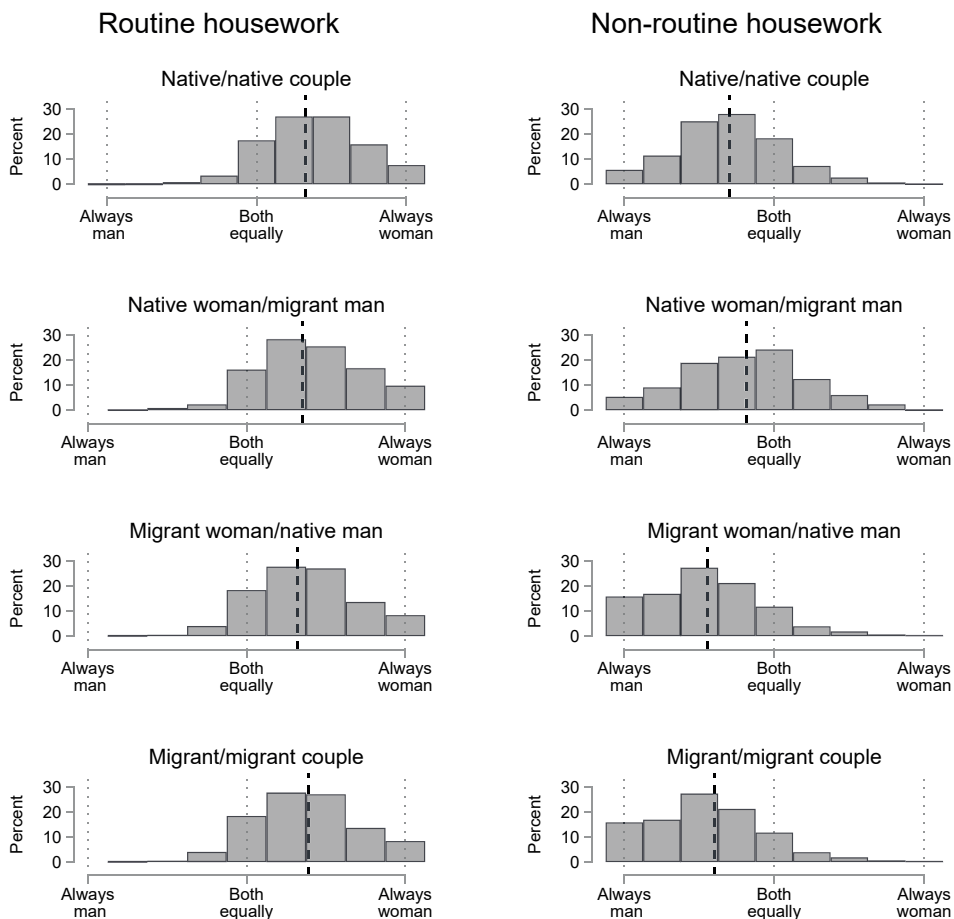 Routine housework
Non-routine housework
Native/native couple
Native/native couple
Percent
30
20
10
0
Percent
30
20
10
0
Always man
Both equally
Always woman
Always man
Both equally
Always woman
Native woman/migrant man
Native woman/migrant man
Percent
30
20
10
0
Percent
30
20
10
0
Always man
Both equally
Always woman
Always man
Both equally
Always woman
Migrant woman/native man
Migrant woman/native man
Percent
30
20
10
0
Percent
30
20
10
0
Always man
Both equally
Always woman
Always man
Both equally
Always woman
Migrant/migrant couple
Migrant/migrant couple
Percent
30
20
10
0
Percent
30
20
10
0
Always man
Both equally
Always woman
Always man
Both equally
Always woman